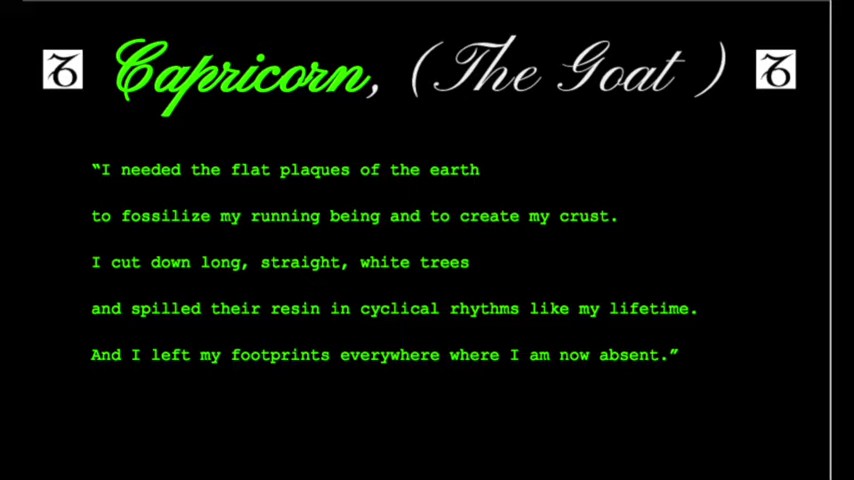 ♑ Capricorn, (The Goat ) ♑
“I needed the flat plaques of the earth
to fossilize my running being and to create my crust.
I cut down long, straight, white trees
and spilled their resin in cyclical rhythms like my lifetime.
And I left my footprints everywhere where I am now absent.”